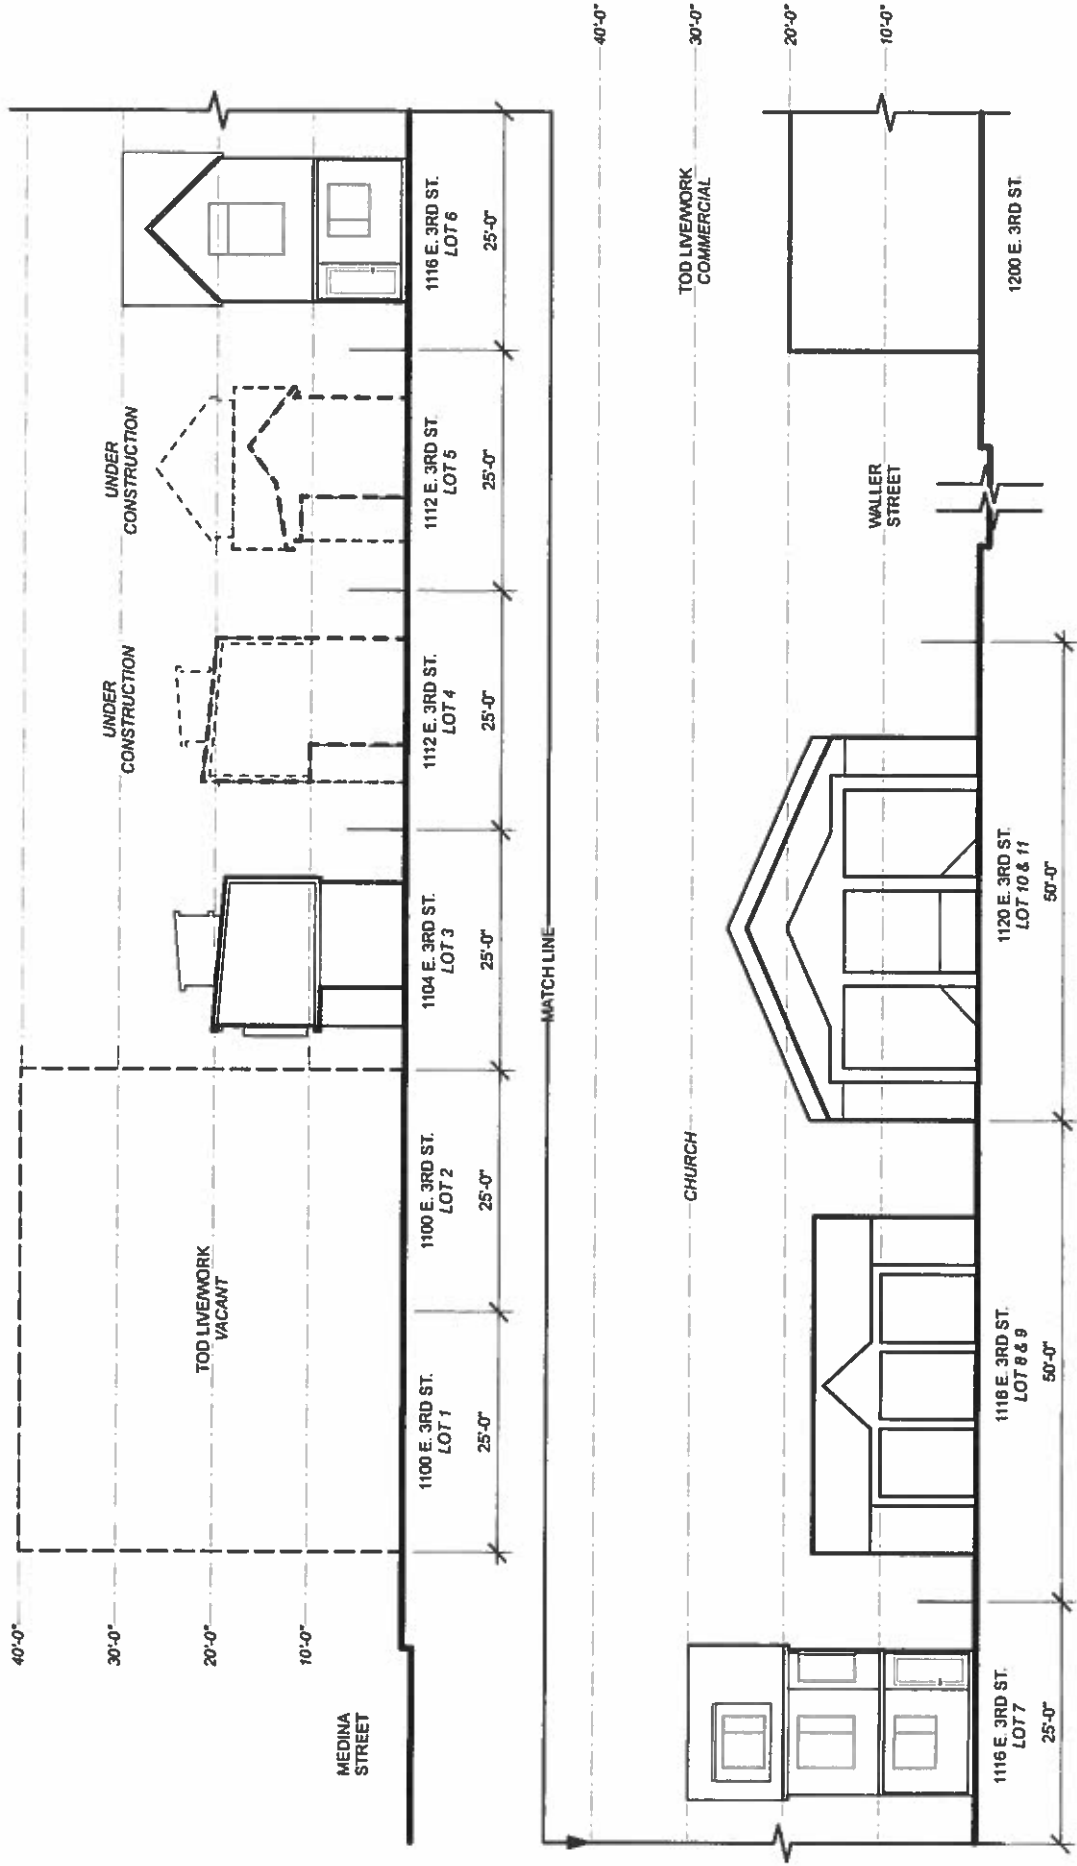 40'-0"
30'-0"
20'-0"
10'-0"
MEDINA
STREET
TOD LIVE/WORK
VACANT
UNDER
CONSTRUCTION
UNDER
CONSTRUCTION
1100 E. 3RD ST.
LOT 1
25'-0"
1100 E. 3RD ST.
LOT 2
25'-0"
1104 E. 3RD ST.
LOT 3
25'-0"
1112 E. 3RD ST.
LOT 4
25'-0"
1112 E. 3RD ST.
LOT 5
25'-0"
1116 E. 3RD ST.
LOT 6
25'-0"
MATCH LINE
40'-0"
30'-0"
20'-0"
10'-0"
CHURCH
TOD LIVE/WORK
COMMERCIAL
WALLER
STREET
1116 E. 3RD ST.
LOT 7
25'-0"
1118 E. 3RD ST.
LOT 8 & 9
50'-0"
1120 E. 3RD ST.
LOT 10 & 11
50'-0"
1200 E. 3RD ST.